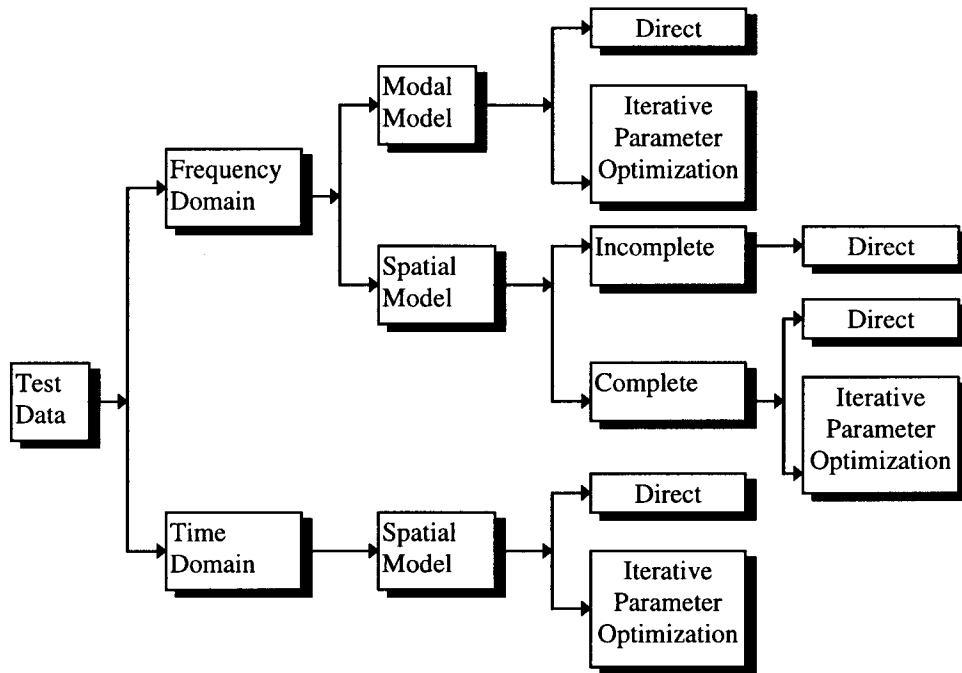 Direct
Modal
Model
Iterative
Parameter
Optimization
Frequency
Domain
Spatial
Model
Incomplete
Direct
Direct
Test
Data
Complete
Iterative
Parameter
Optimization
Direct
Time
Domain
Spatial
Model
Iterative
Parameter
Optimization